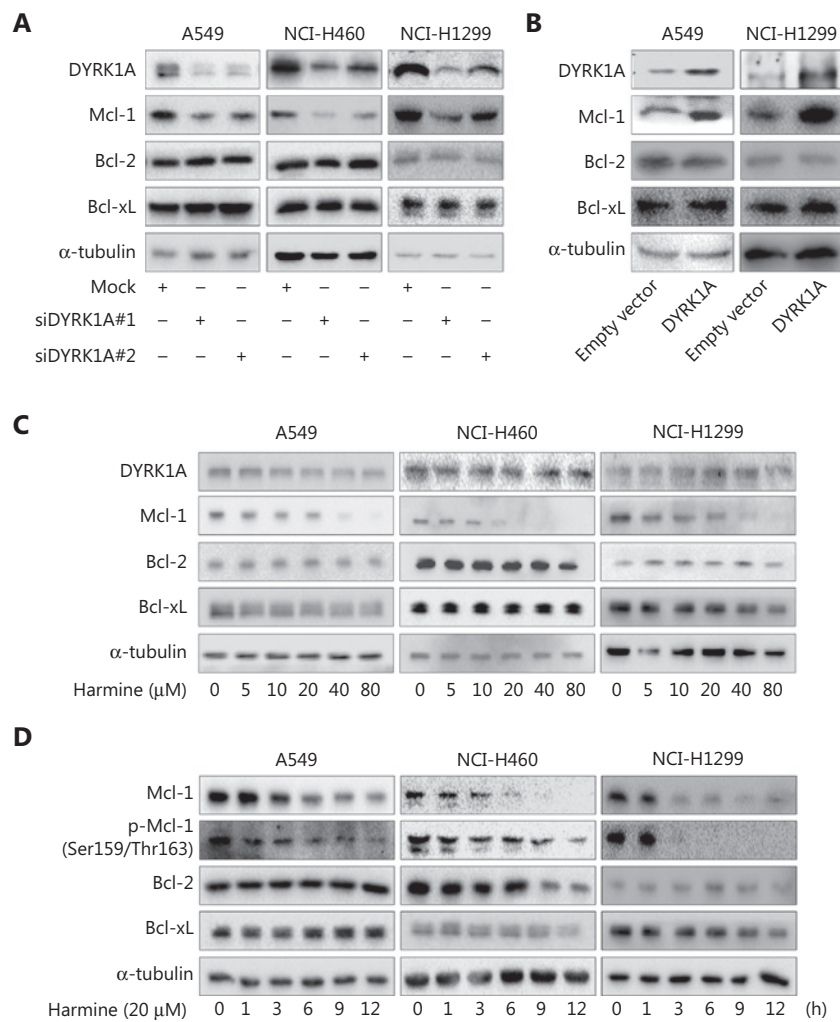 A
A549 NCI-H460 NCI-H1299
DYRK1A
Mcl-1
Bcl-2
Bcl-xL
α-tubulin
Mock + – – + – – + – –
siDYRK1A#1 – + – – + – – + –
siDYRK1A#2 – – + – – + – – +
B
A549 NCI-H1299
DYRK1A
Mcl-1
Bcl-2
Bcl-xL
α-tubulin
Empty vector DYRK1A Empty vector DYRK1A
C
A549 NCI-H460 NCI-H1299
DYRK1A
Mcl-1
Bcl-2
Bcl-xL
α-tubulin
Harmine (μM) 0 5 10 20 40 80 0 5 10 20 40 80 0 5 10 20 40 80
D
A549 NCI-H460 NCI-H1299
Mcl-1
p-Mcl-1
(Ser159/Thr163)
Bcl-2
Bcl-xL
α-tubulin
Harmine (20 μM) 0 1 3 6 9 12 0 1 3 6 9 12 0 1 3 6 9 12 (h)